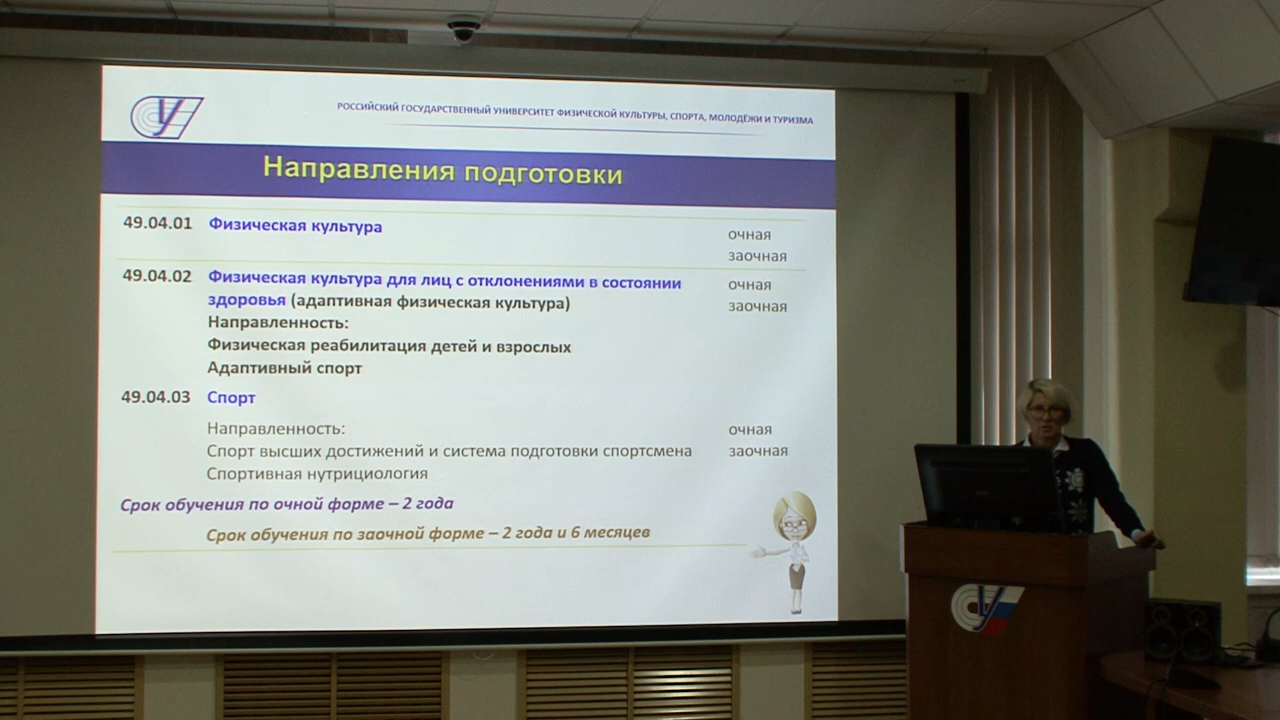 РОССИЙСКИЙ ГОСУДАРСТВЕННЫЙ УНИВЕРСИТЕТ ФИЗИЧЕСКОЙ КУЛЬТУРЫ, СПОРТА, МОЛОДЁЖИ И ТУРИЗМА
Направления подготовки
49.04.01 Физическая культура очная
заочная
49.04.02 Физическая культура для лиц с отклонениями в состоянии очная
здоровья (адаптивная физическая культура) заочная
Направленность:
Физическая реабилитация детей и взрослых
Адаптивный спорт
49.04.03 Спорт
Направленность: очная
Спорт высших достижений и система подготовки спортсмена заочная
Спортивная нутрициология
Срок обучения по очной форме – 2 года
Срок обучения по заочной форме – 2 года и 6 месяцев